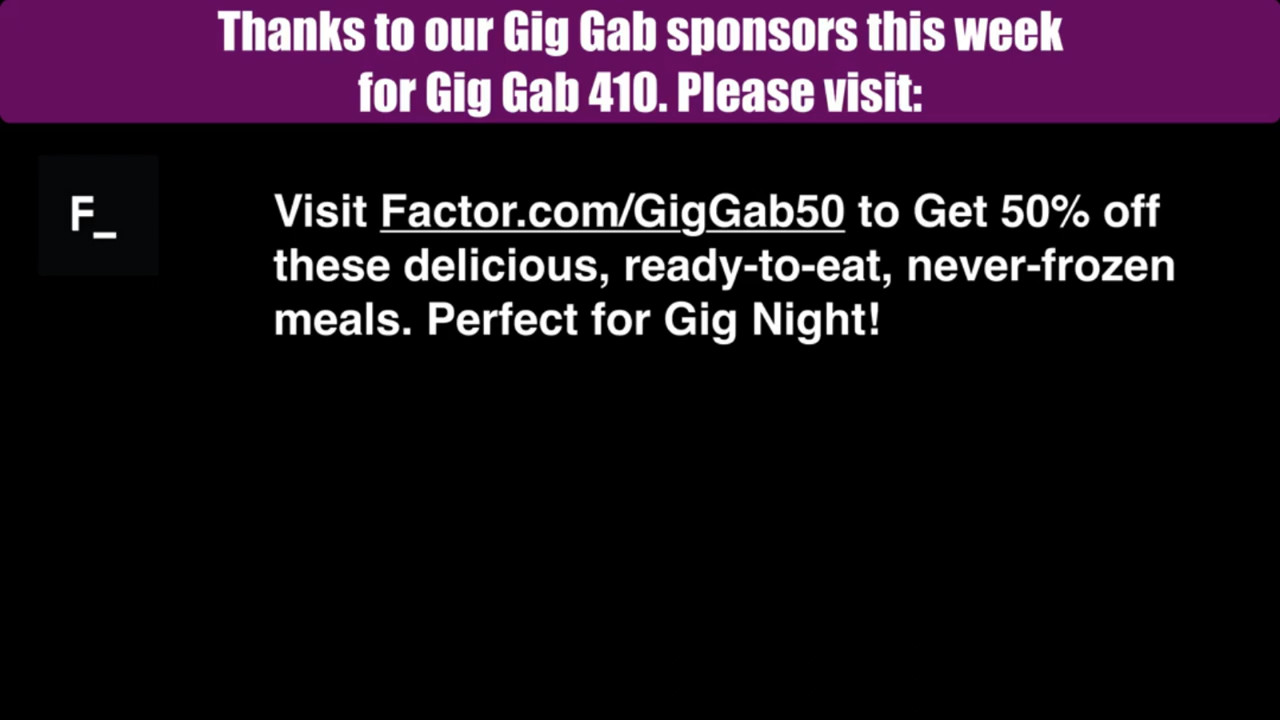 Thanks to our Gig Gab sponsors this week
for Gig Gab 410. Please visit:
F_
Visit Factor.com/GigGab50 to Get 50% off
these delicious, ready-to-eat, never-frozen
meals. Perfect for Gig Night!